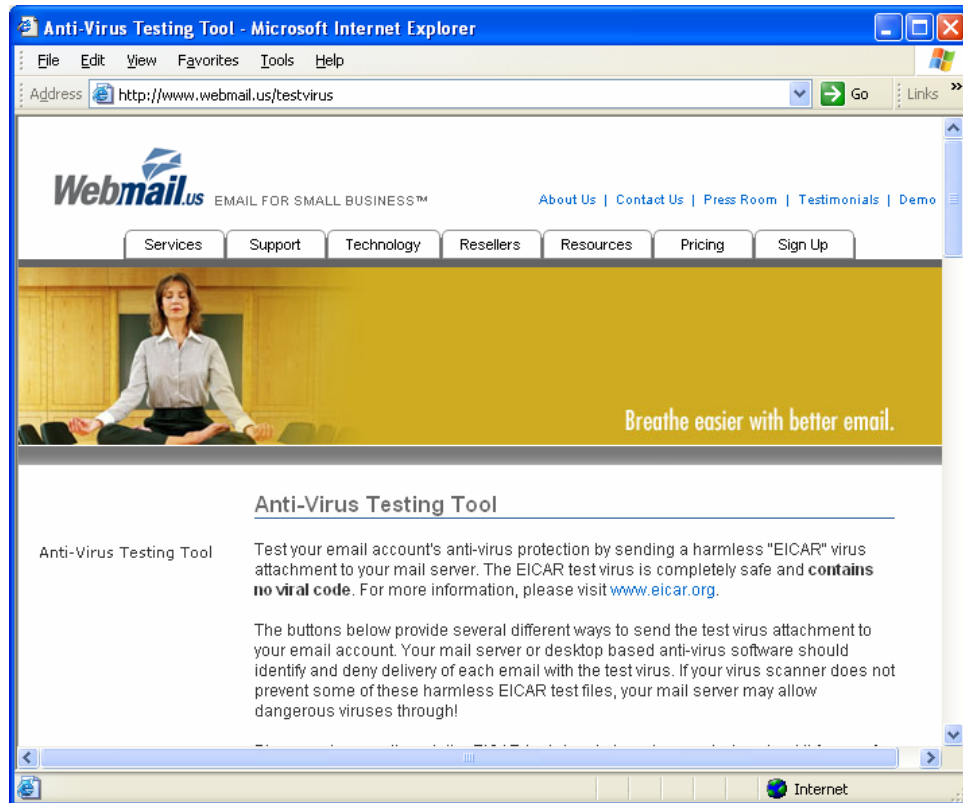 Anti-Virus Testing Tool - Microsoft Internet Explorer
File Edit View Favorites Tools Help
Address http://www.webmail.us/testvirus Go Links »
Webmail.us EMAIL FOR SMALL BUSINESS™
About Us | Contact Us | Press Room | Testimonials | Demo
Services Support Technology Resellers Resources Pricing Sign Up
Breathe easier with better email.
Anti-Virus Testing Tool
Anti-Virus Testing Tool
Test your email account's anti-virus protection by sending a harmless "EICAR" virus
attachment to your mail server. The EICAR test virus is completely safe and contains
no viral code. For more information, please visit www.eicar.org.
The buttons below provide several different ways to send the test virus attachment to
your email account. Your mail server or desktop based anti-virus software should
identify and deny delivery of each email with the test virus. If your virus scanner does not
prevent some of these harmless EICAR test files, your mail server may allow
dangerous viruses through!
Internet